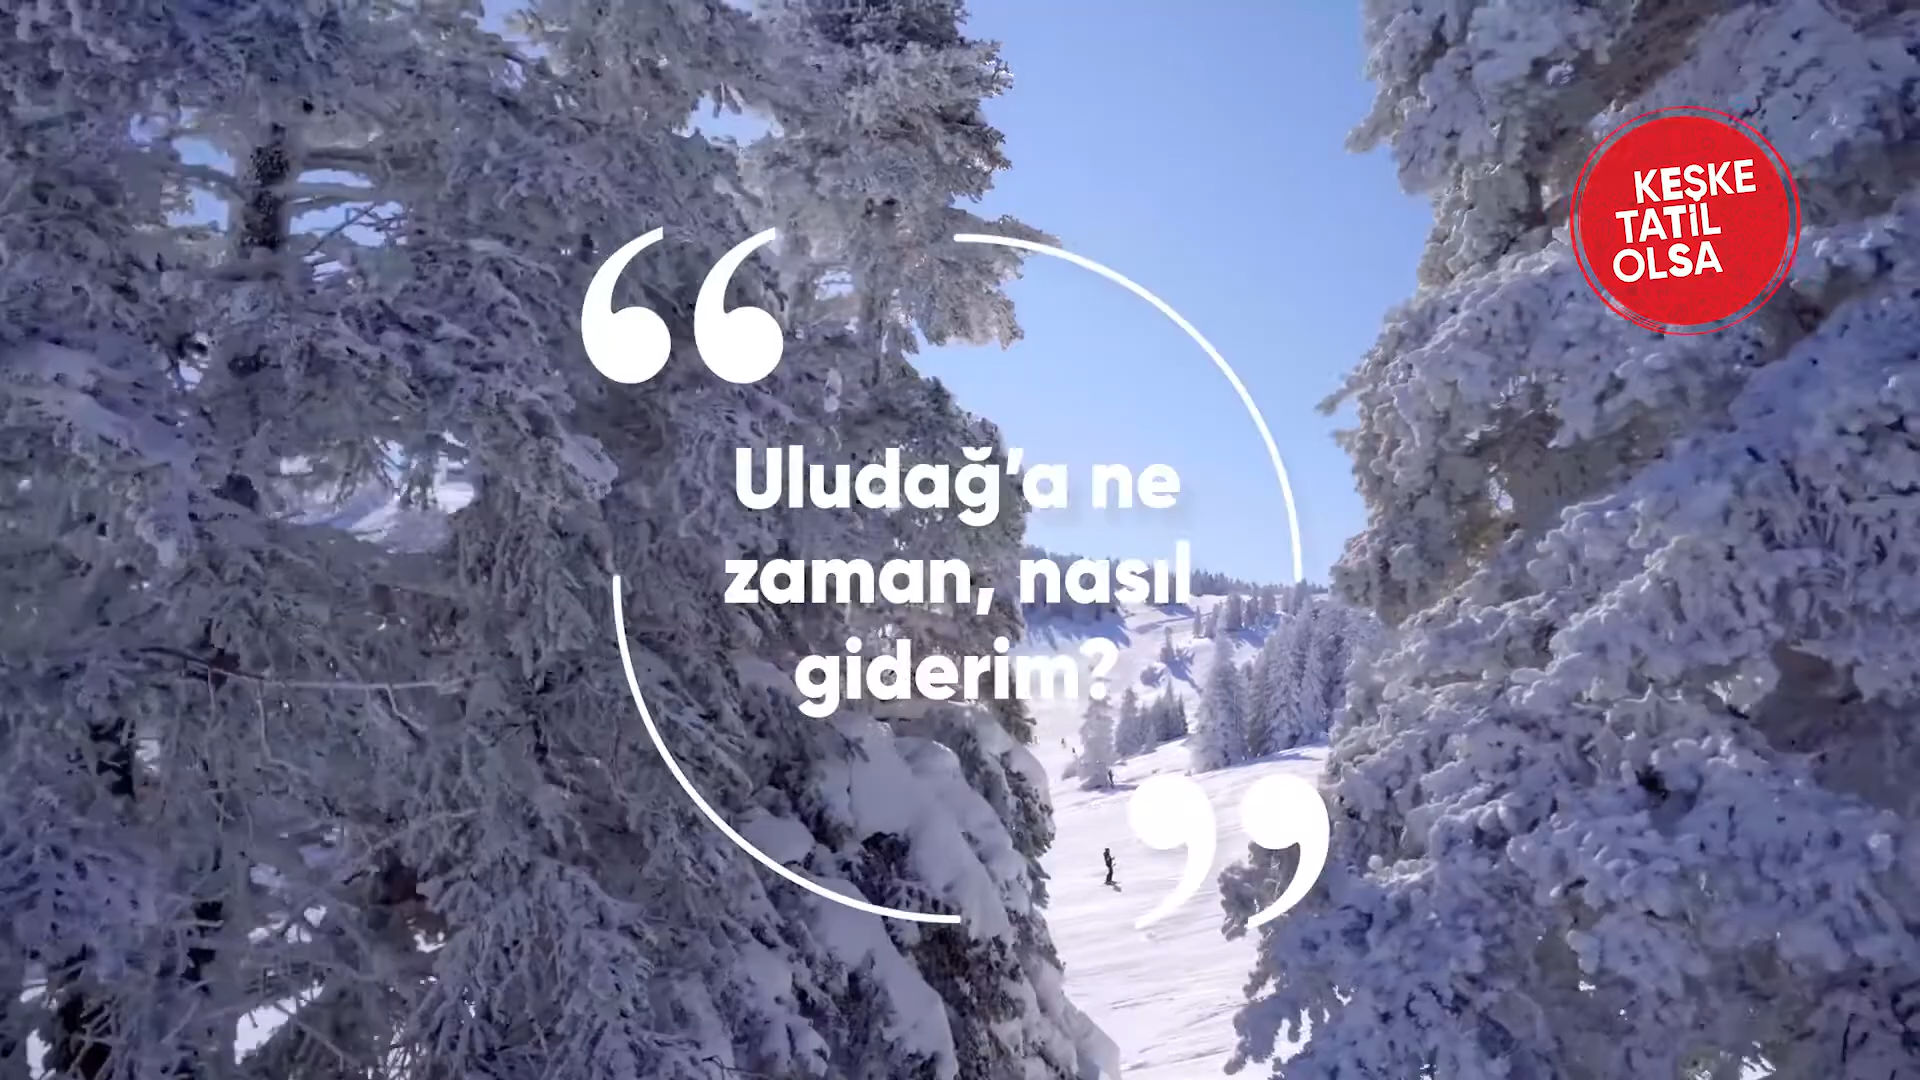 Uludağ'a ne
zaman, nasıl
giderim?
KEŞKE
TATİL
OLSA